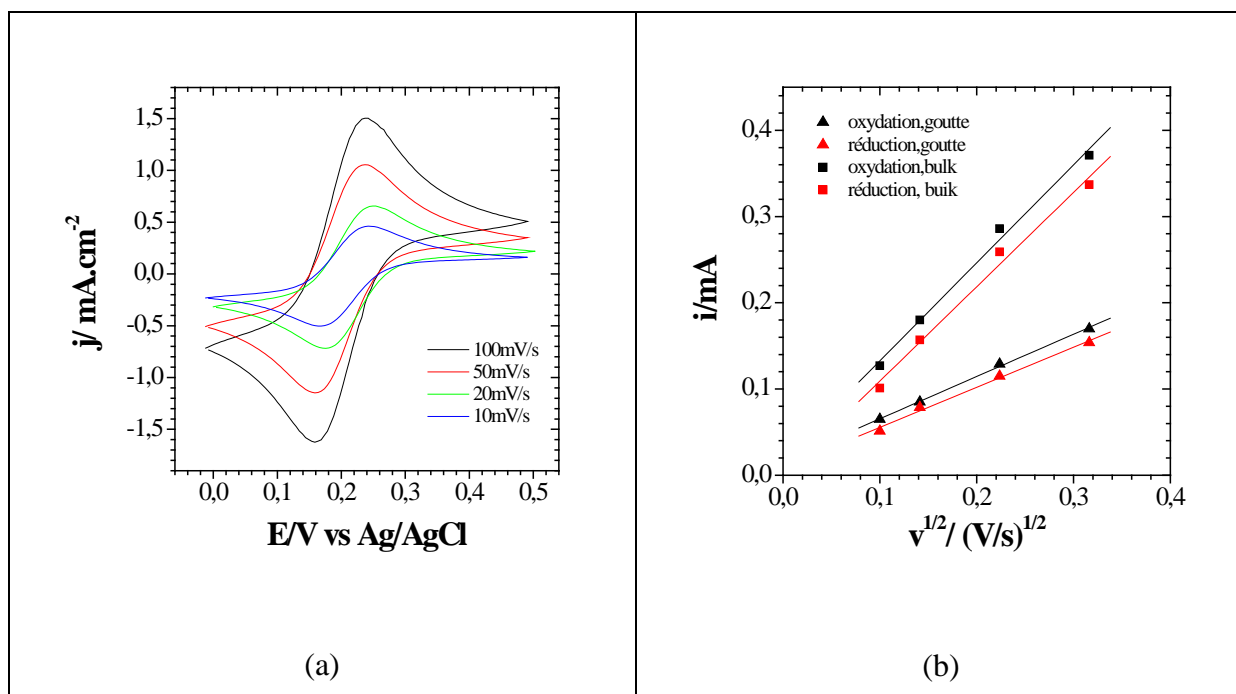 1,5
1,0
0,5
0,0
-0,5
-1,0
-1,5
j/ mA.cm-2
100mV/s
50mV/s
20mV/s
10mV/s
0,0 0,1 0,2 0,3 0,4 0,5
E/V vs Ag/AgCl
(a)
oxydation,goutte
réduction,goutte
oxydation,bulk
réduction, buik
0,4
0,3
0,2
0,1
0,0
i/mA
0,0 0,1 0,2 0,3 0,4
v1/2/ (V/s)1/2
(b)